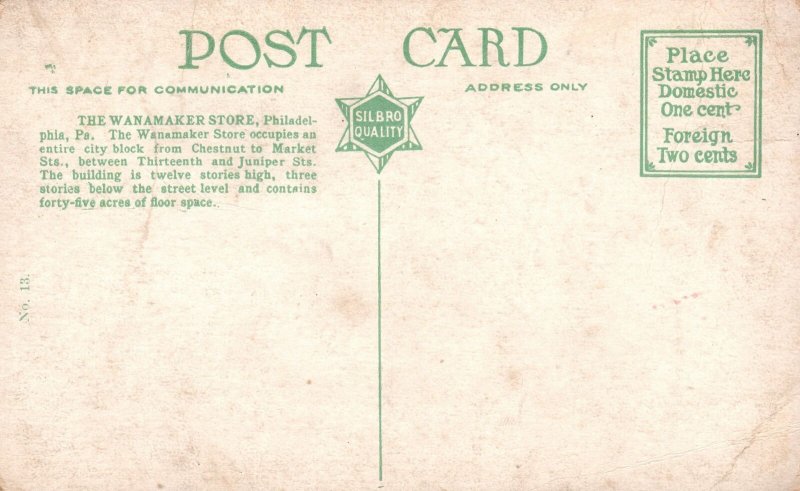 POST CARD
THIS SPACE FOR COMMUNICATION
ADDRESS ONLY
THE WANAMAKER STORE, Philadel-
phia, Pa. The Wanamaker Store occupies an
entire city block from Chestnut to Market
Sts., between Thirteenth and Juniper Sts.
The building is twelve stories high, three
stories below the street level and contains
forty-five acres of floor space.
SILBRO
QUALITY
Place
Stamp Here
Domestic
One cent
Foreign
Two cents
No. 13.